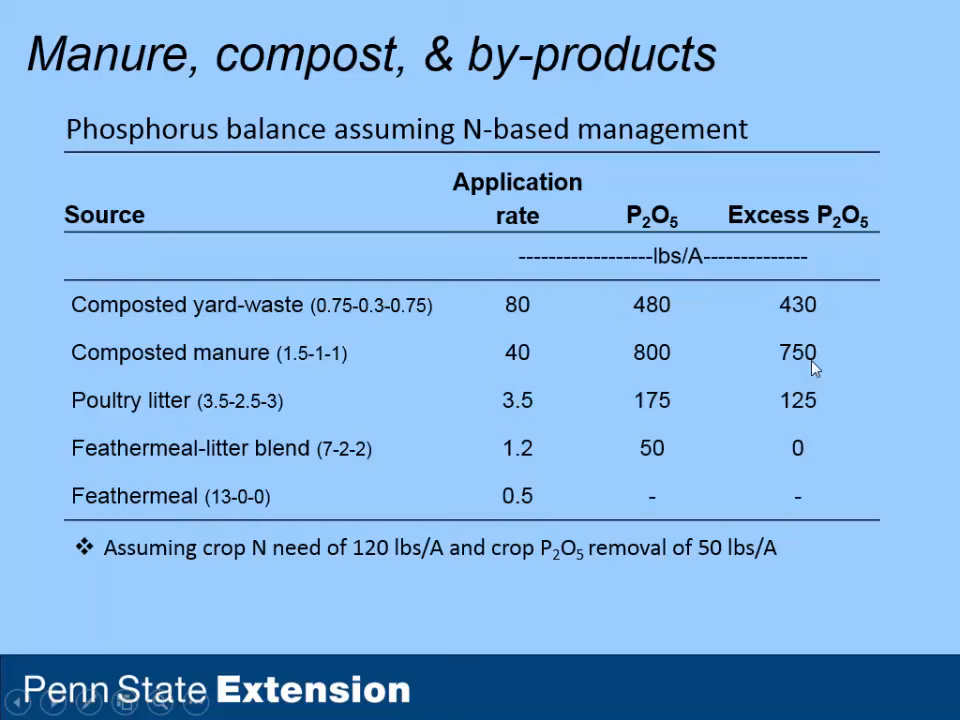 Manure, compost, & by-products
Phosphorus balance assuming N-based management
Source Application rate P₂O₅ Excess P₂O₅
------------------lbs/A--------------
Composted yard-waste (0.75-0.3-0.75) 80 480 430
Composted manure (1.5-1-1) 40 800 750
Poultry litter (3.5-2.5-3) 3.5 175 125
Feathermeal-litter blend (7-2-2) 1.2 50 0
Feathermeal (13-0-0) 0.5 - -
❖ Assuming crop N need of 120 lbs/A and crop P₂O₅ removal of 50 lbs/A
Penn State Extension